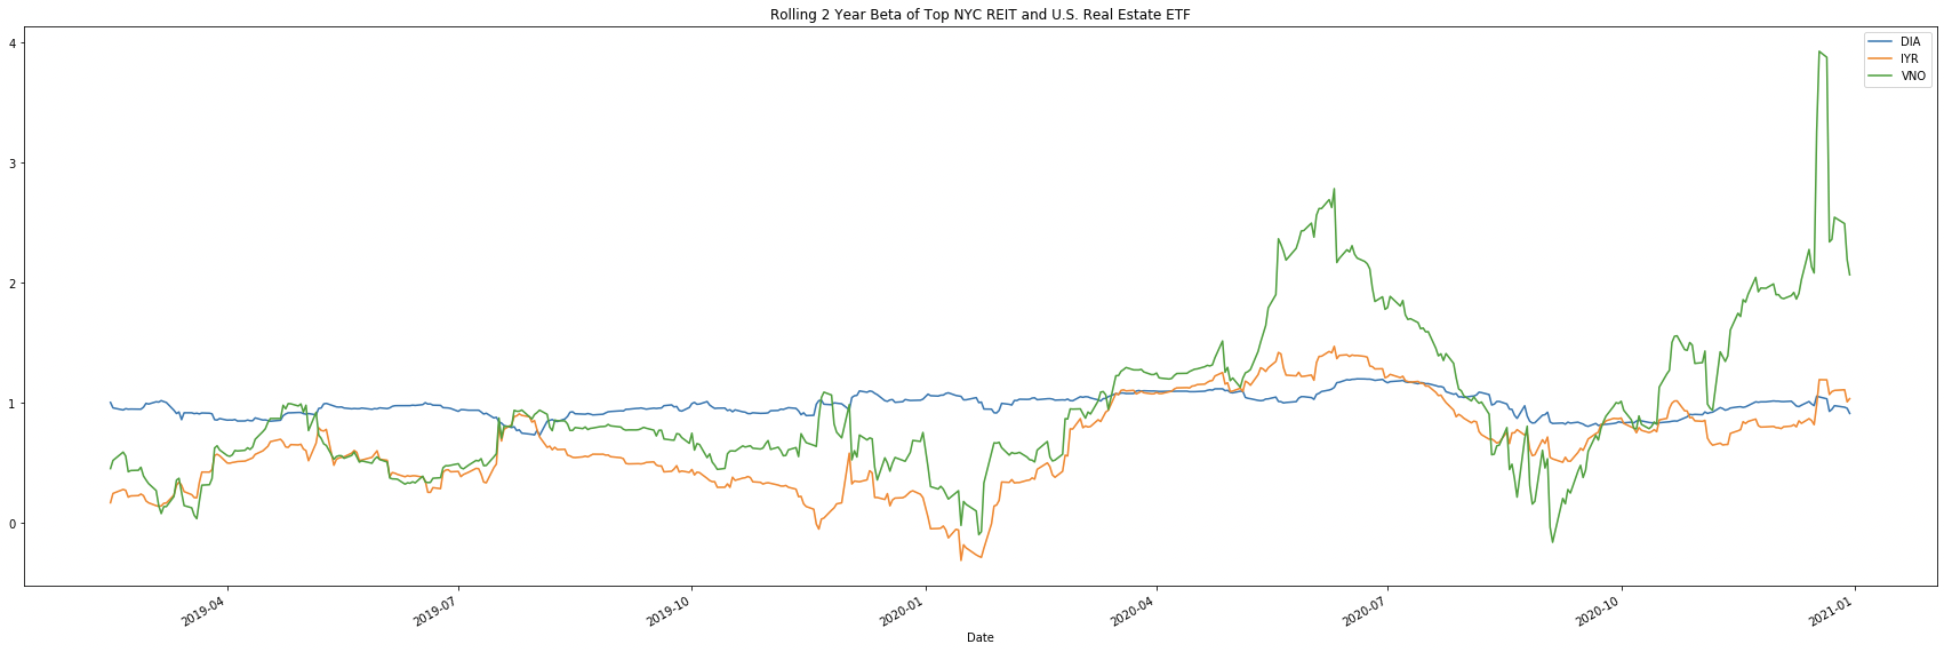 Rolling 2 Year Beta of Top NYC REIT and U.S. Real Estate ETF
DIA
IYR
VNO
4
3
2
1
0
2019-04
2019-07
2019-10
2020-01
2020-04
2020-07
2020-10
2021-01
Date